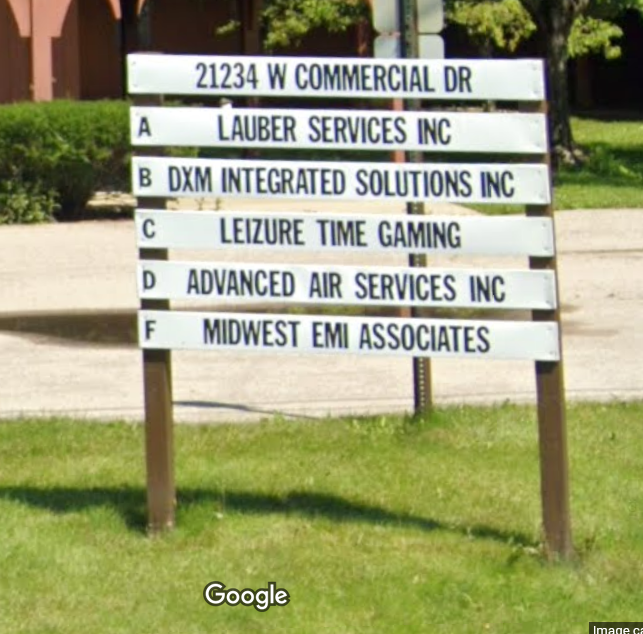 21234 W COMMERCIAL DR
A LAUBER SERVICES INC
B DXM INTEGRATED SOLUTIONS INC
C LEIZURE TIME GAMING
D ADVANCED AIR SERVICES INC
F MIDWEST EMI ASSOCIATES
Google
Image